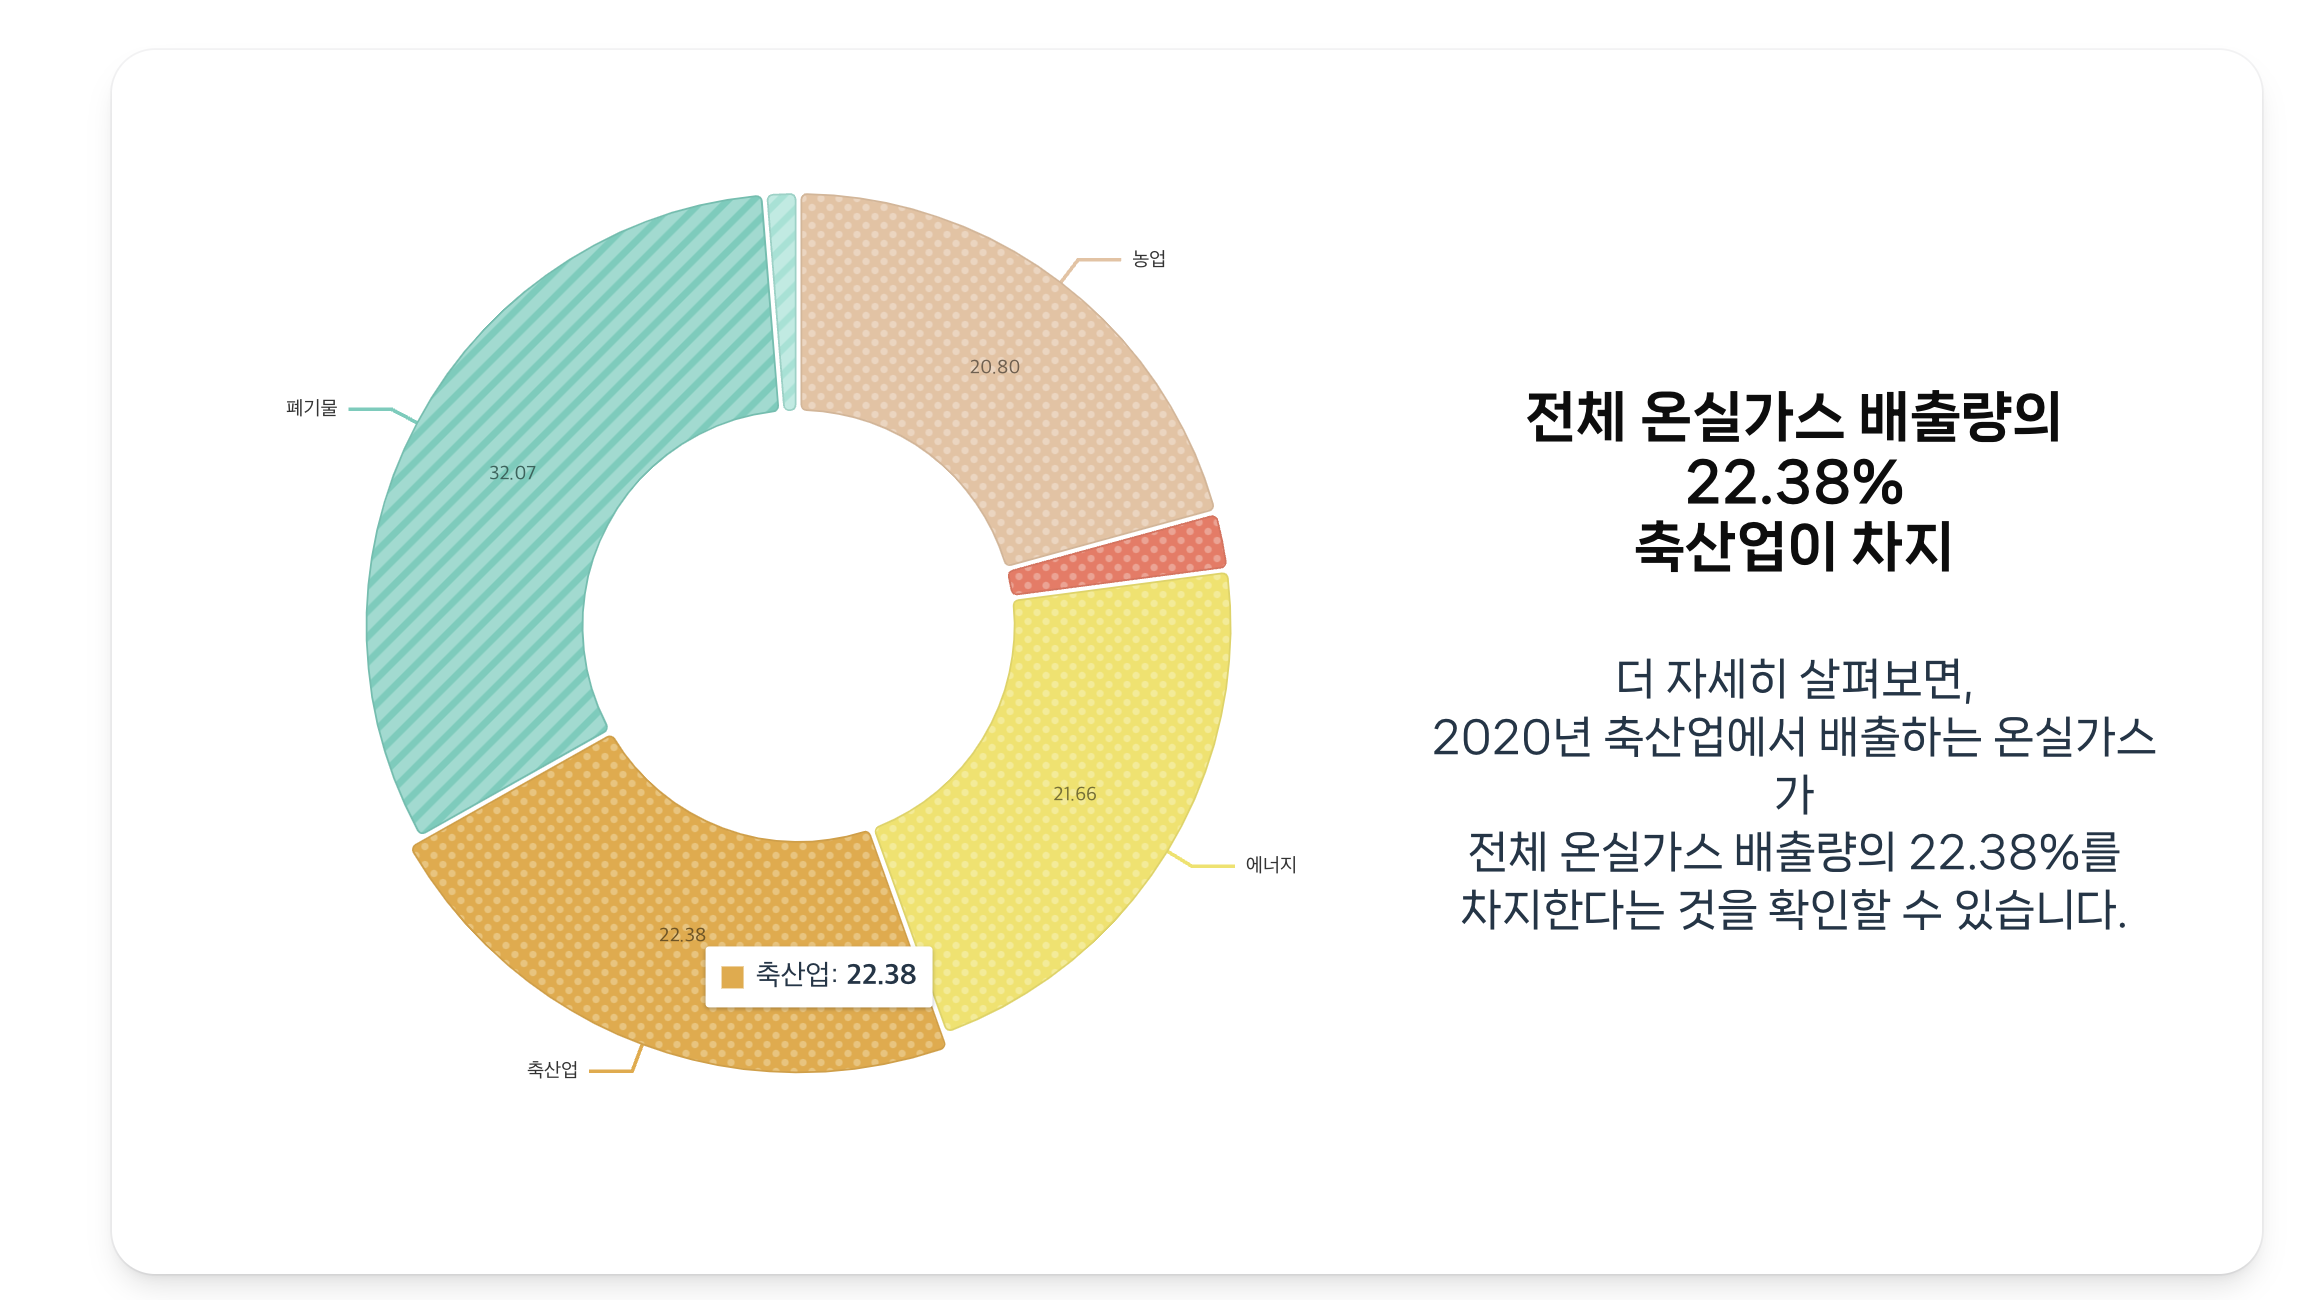 농업
20.80
폐기물
32.07
21.66
에너지
22.38
축산업: 22.38
축산업
전체 온실가스 배출량의
22.38%
축산업이 차지
더 자세히 살펴보면,
2020년 축산업에서 배출하는 온실가스
가
전체 온실가스 배출량의 22.38%를
차지한다는 것을 확인할 수 있습니다.